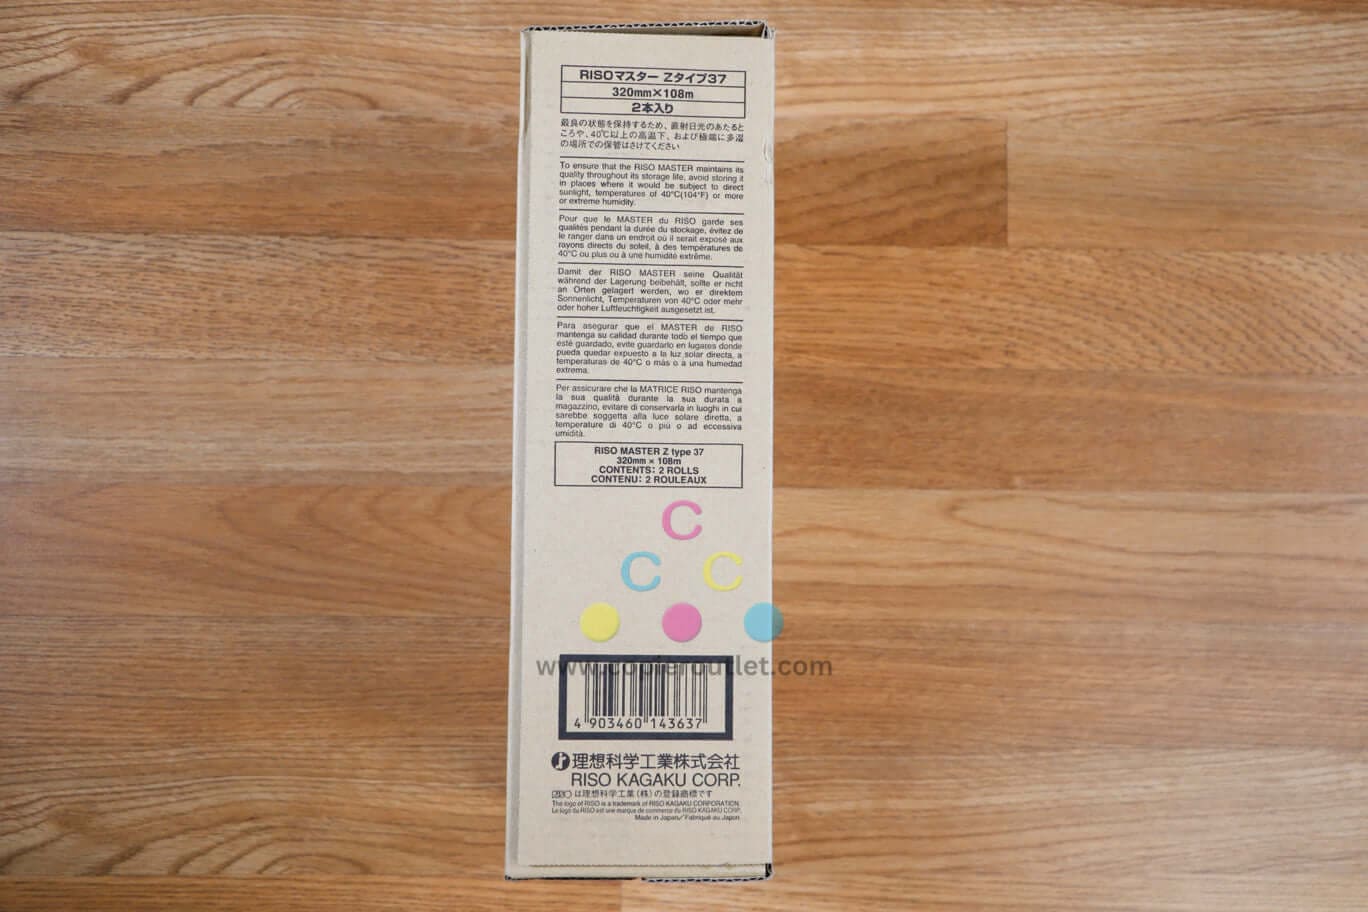 RISOマスター Zタイプ37
320mm×108m
2本入り
最良の状態を保持するため、直射日光のあたると
ころや、40℃以上の高温下、および極端に多湿
の場所での保管はさけてください
To ensure that the RISO MASTER maintains its
quality throughout its storage life, avoid storing it
in places where it would be subject to direct
sunlight, temperatures of 40°C(104°F) or more
or extreme humidity.
Pour que le MASTER du RISO garde ses
qualités pendant la durée du stockage, évitez de
le ranger dans un endroit où il serait exposé aux
rayons directs du soleil, à des températures de
40°C ou plus ou à une humidité extrême.
Damit der RISO MASTER seine Qualität
während der Lagerung beibehält, sollte er nicht
an Orten gelagert werden, wo er direktem
Sonnenlicht, Temperaturen von 40°C oder mehr
oder hoher Luftfeuchtigkeit ausgesetzt ist.
Para asegurar que el MASTER de RISO
mantenga su calidad durante todo el tiempo que
esté guardado, evite guardarlo en lugares donde
pueda quedar expuesto a la luz solar directa, a
temperaturas de 40°C o más o a una humedad
extrema.
Per assicurare che la MATRICE RISO mantenga
la sua qualità durante la sua durata a
magazzino, evitare di conservarla in luoghi in cui
sarebbe soggetta alla luce solare diretta, a
temperature di 40°C o più o ad eccessiva
umidità.
RISO MASTER Z type 37
320mm × 108m
CONTENTS: 2 ROLLS
CONTENU: 2 ROULEAUX
C
C C
www.copieroutlet.com
4 903460 143637
理想科学工業株式会社
RISO KAGAKU CORP.
RISO は理想科学工業(株)の登録商標です
The logo of RISO is a trademark of RISO KAGAKU CORPORATION.
Le logo du RISO est une marque de commerce du RISO KAGAKU CORP.
Made in Japan/Fabriqué au Japon